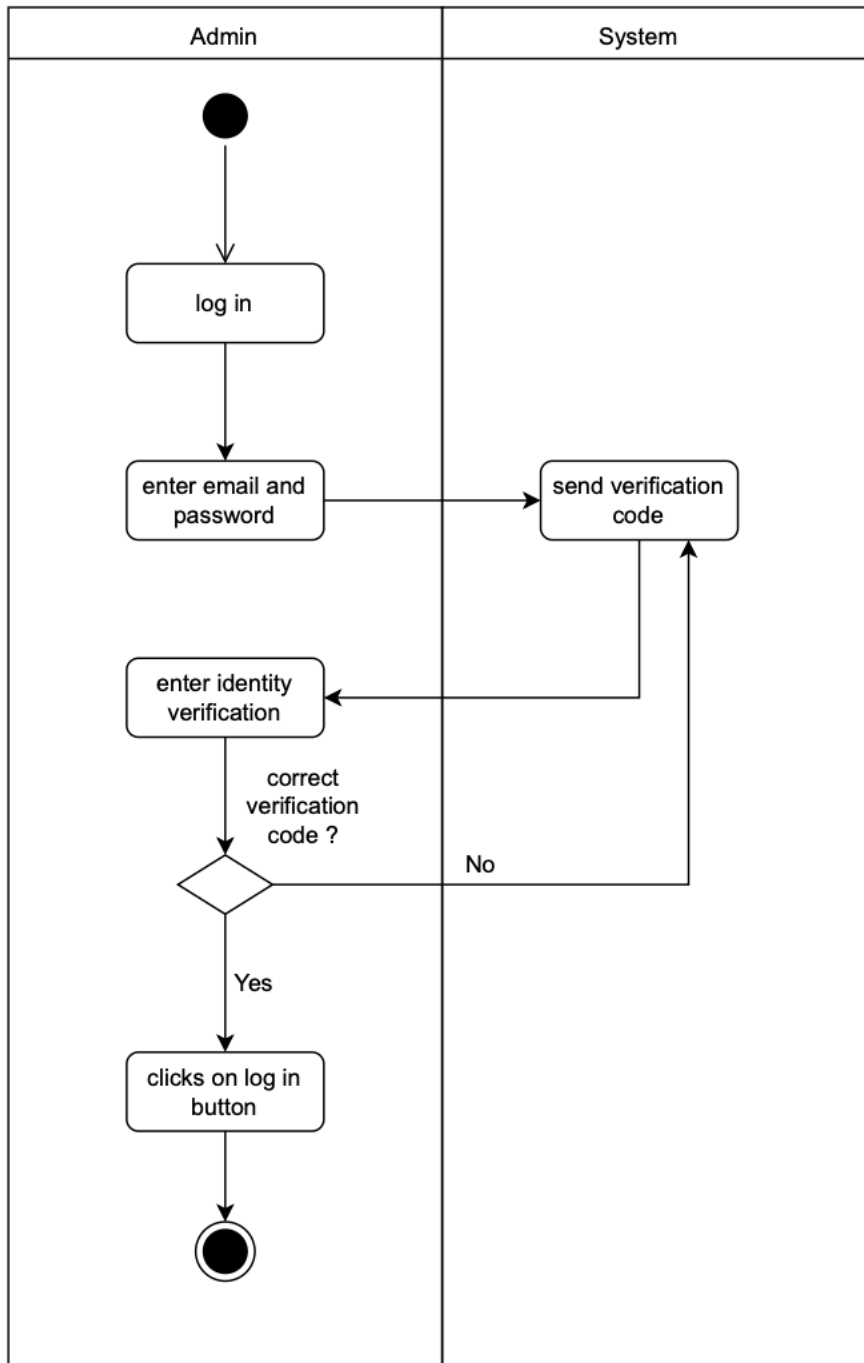 Admin
System
log in
enter email and
password
send verification
code
enter identity
verification
correct
verification
code ?
No
Yes
clicks on log in
button